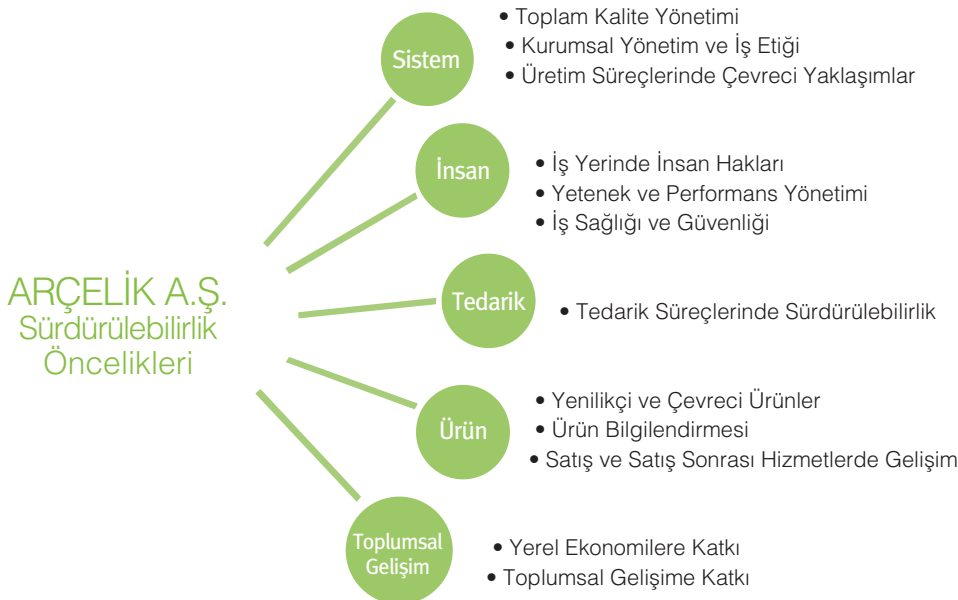 ARÇELİK A.Ş.
Sürdürülebilirlik
Öncelikleri
Sistem
• Toplam Kalite Yönetimi
• Kurumsal Yönetim ve İş Etiği
• Üretim Süreçlerinde Çevreci Yaklaşımlar
İnsan
• İş Yerinde İnsan Hakları
• Yetenek ve Performans Yönetimi
• İş Sağlığı ve Güvenliği
Tedarik
• Tedarik Süreçlerinde Sürdürülebilirlik
Ürün
• Yenilikçi ve Çevreci Ürünler
• Ürün Bilgilendirmesi
• Satış ve Satış Sonrası Hizmetlerde Gelişim
Toplumsal
Gelişim
• Yerel Ekonomilere Katkı
• Toplumsal Gelişime Katkı